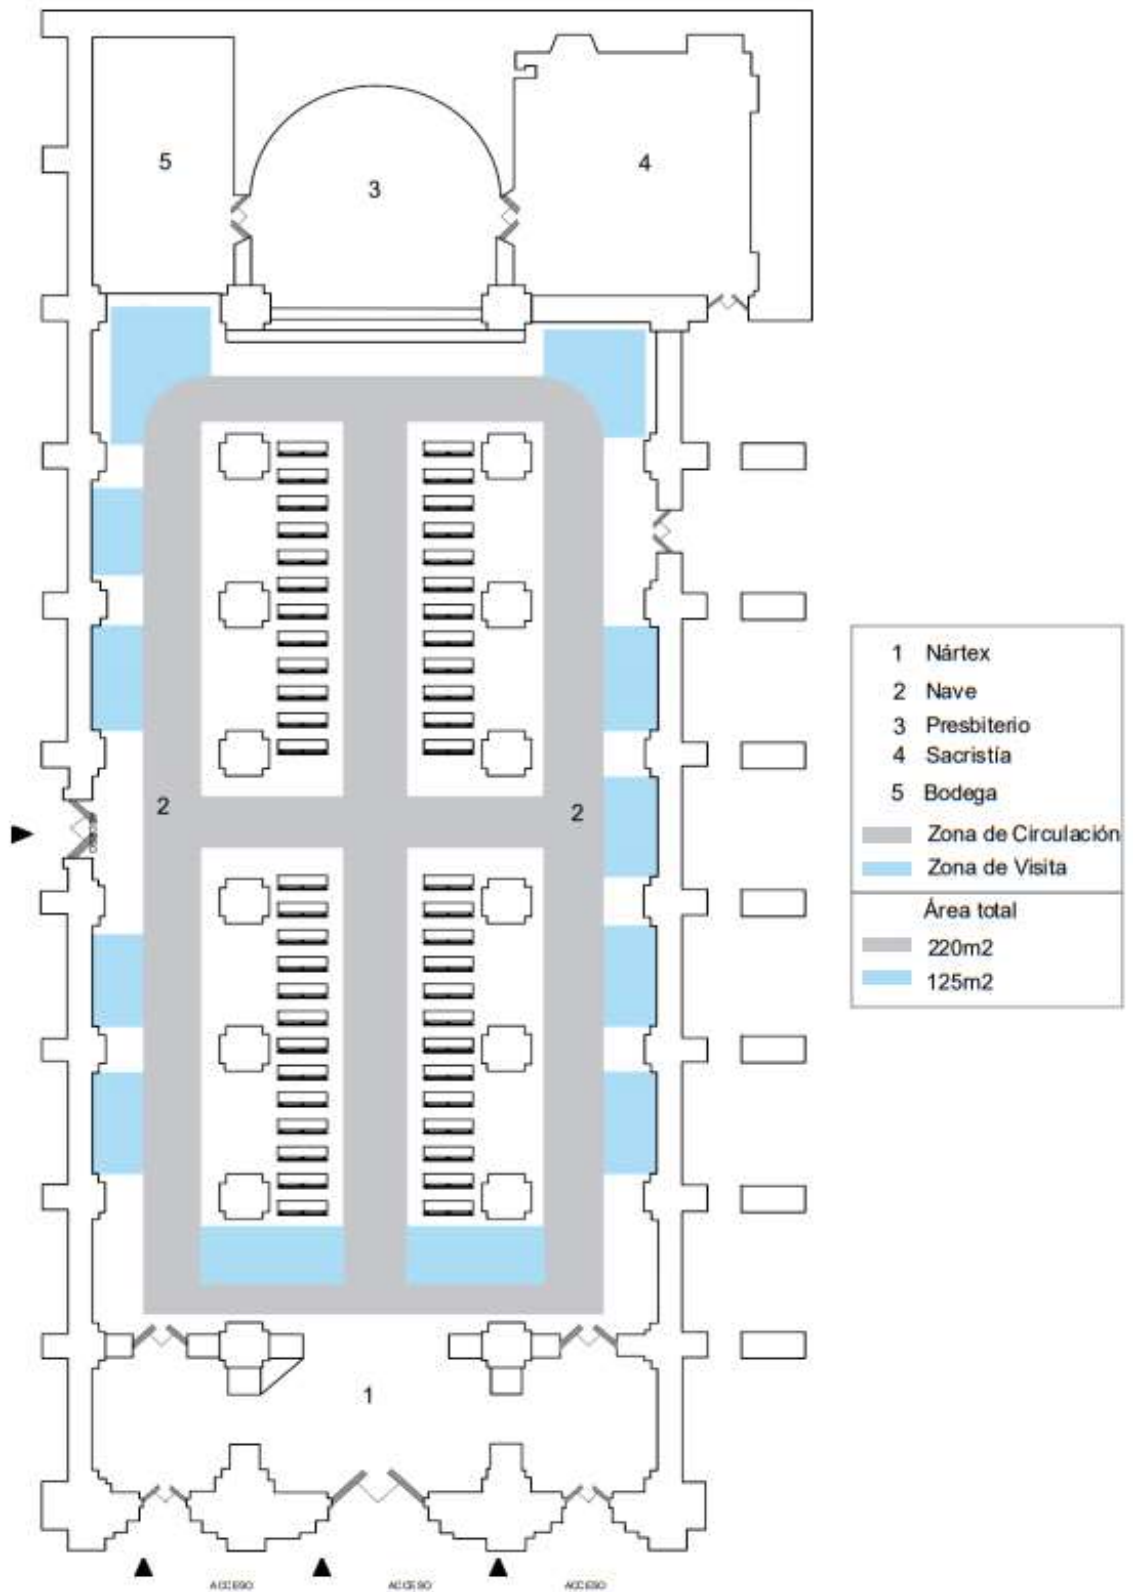 5
3
4
2
2
1 Nártex
2 Nave
3 Presbiterio
4 Sacristía
5 Bodega
Zona de Circulación
Zona de Visita
Área total
220m2
125m2
1
ACCESO ACCESO ACCESO